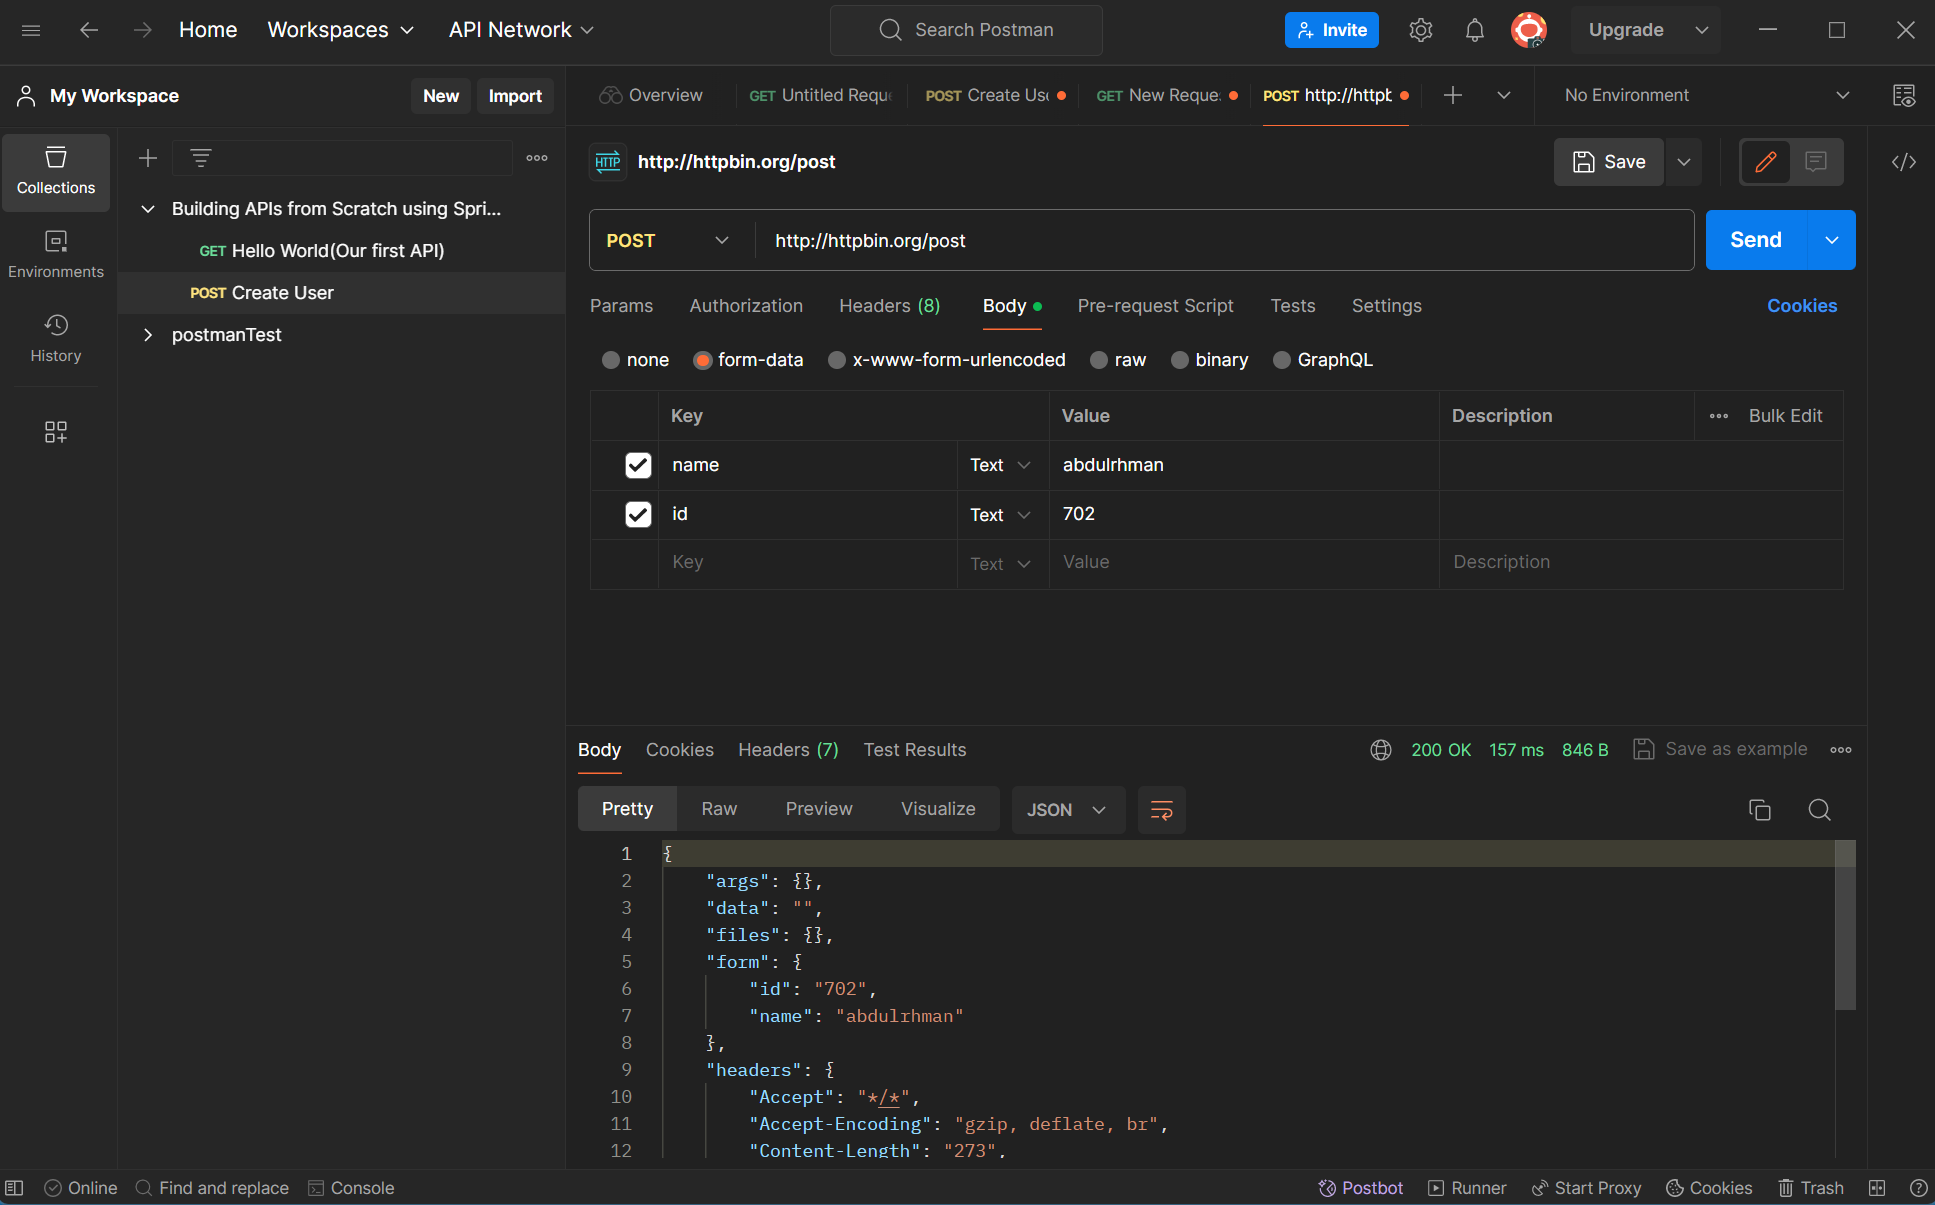 Home Workspaces API Network Search Postman Invite Upgrade
My Workspace New Import Overview GET Untitled Requ POST Create Us GET New Reque POST http://httpb No Environment
Collections
Environments
History
Building APIs from Scratch using Spri...
GET Hello World(Our first API)
POST Create User
postmanTest
HTTP http://httpbin.org/post Save
POST http://httpbin.org/post Send
Params Authorization Headers (8) Body Pre-request Script Tests Settings Cookies
none form-data x-www-form-urlencoded raw binary GraphQL
Key Value Description Bulk Edit
name Text abdulrhman
id Text 702
Key Text Value Description
Body Cookies Headers (7) Test Results 200 OK 157 ms 846 B Save as example
Pretty Raw Preview Visualize JSON
1 {
2 "args": {},
3 "data": "",
4 "files": {},
5 "form": {
6 "id": "702",
7 "name": "abdulrhman"
8 },
9 "headers": {
10 "Accept": "*/*",
11 "Accept-Encoding": "gzip, deflate, br",
12 "Content-Length": "273",
Online Find and replace Console Postbot Runner Start Proxy Cookies Trash